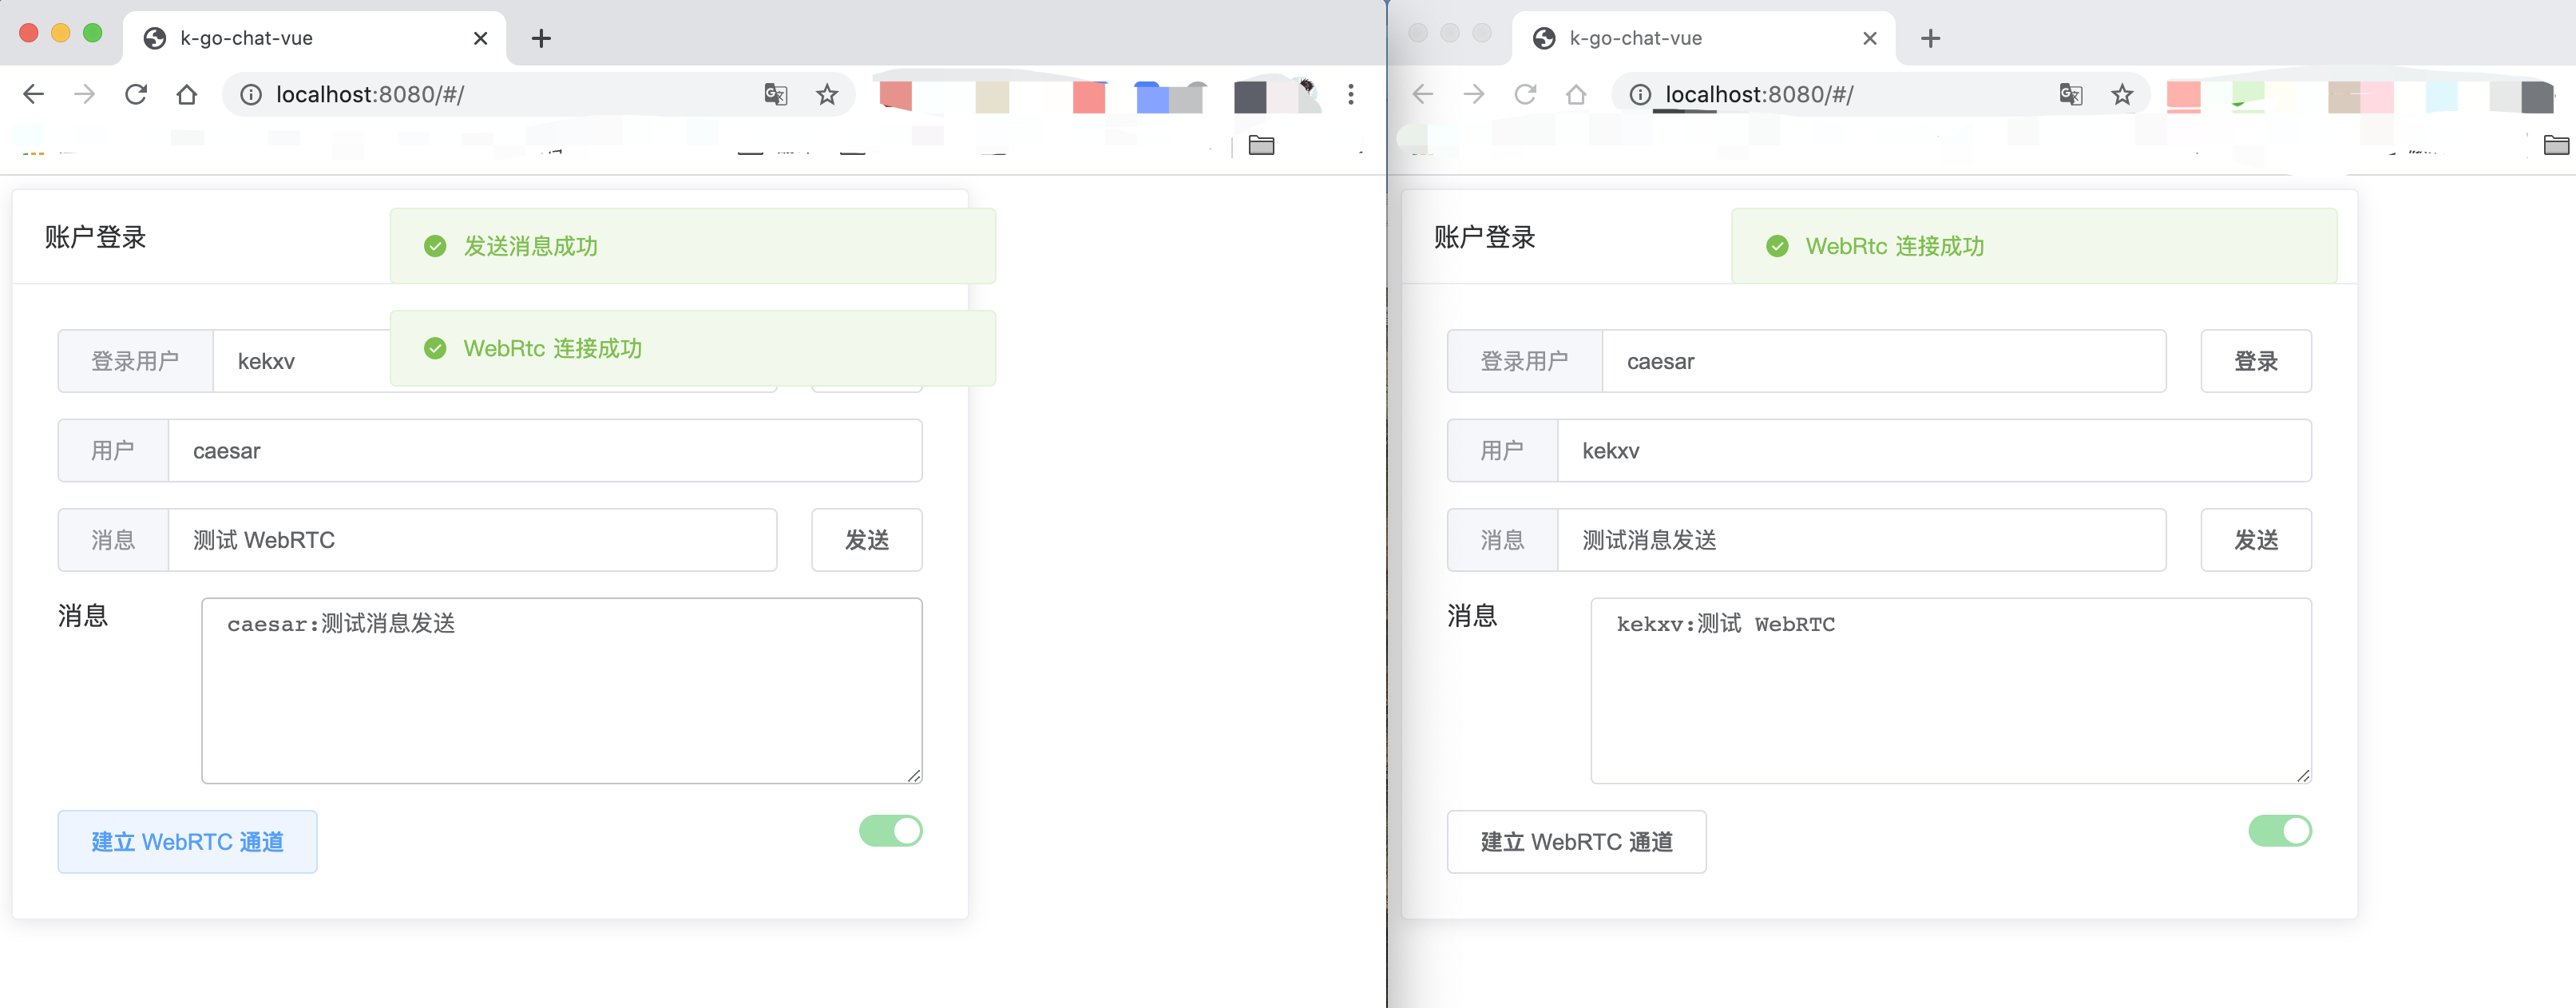 k-go-chat-vue
localhost:8080/#/
账户登录
发送消息成功
WebRtc 连接成功
登录用户 kekxv
用户 caesar
消息 测试 WebRTC 发送
消息 caesar:测试消息发送
建立 WebRTC 通道
k-go-chat-vue
localhost:8080/#/
账户登录
WebRtc 连接成功
登录用户 caesar 登录
用户 kekxv
消息 测试消息发送 发送
消息 kekxv:测试 WebRTC
建立 WebRTC 通道